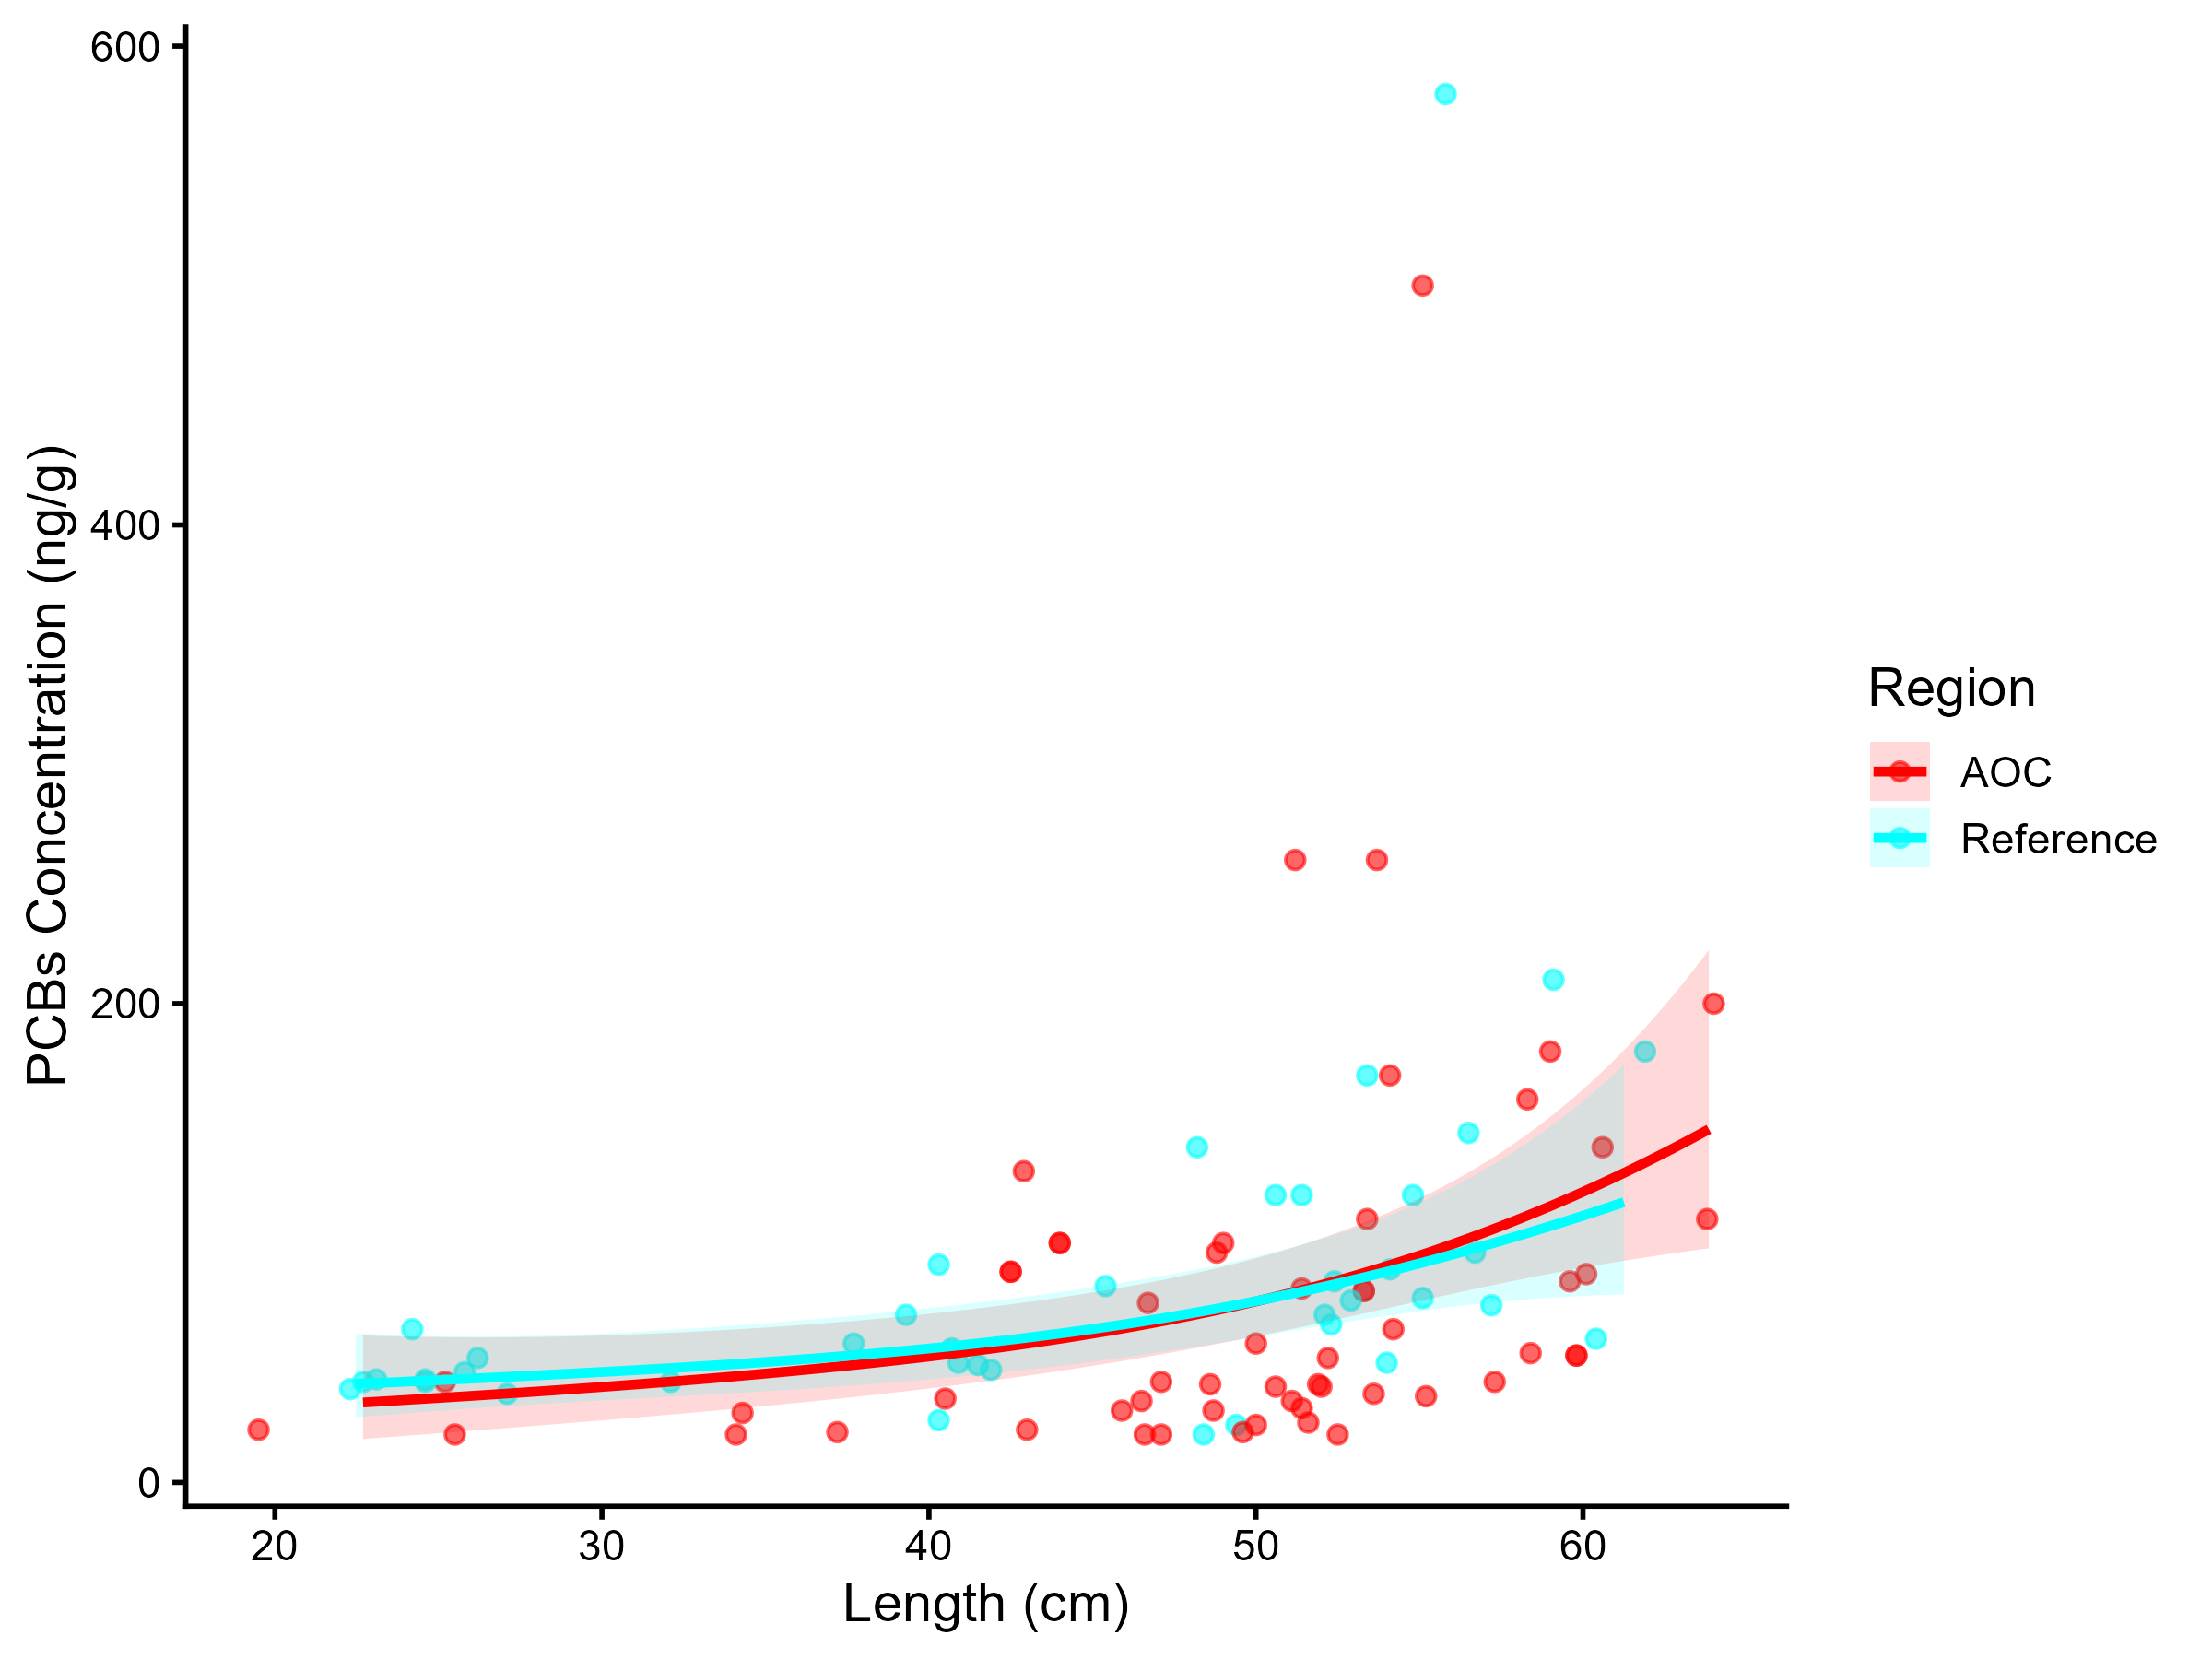 600
400
200
0
PCBs Concentration (ng/g)
20 30 40 50 60
Length (cm)
Region
AOC
Reference